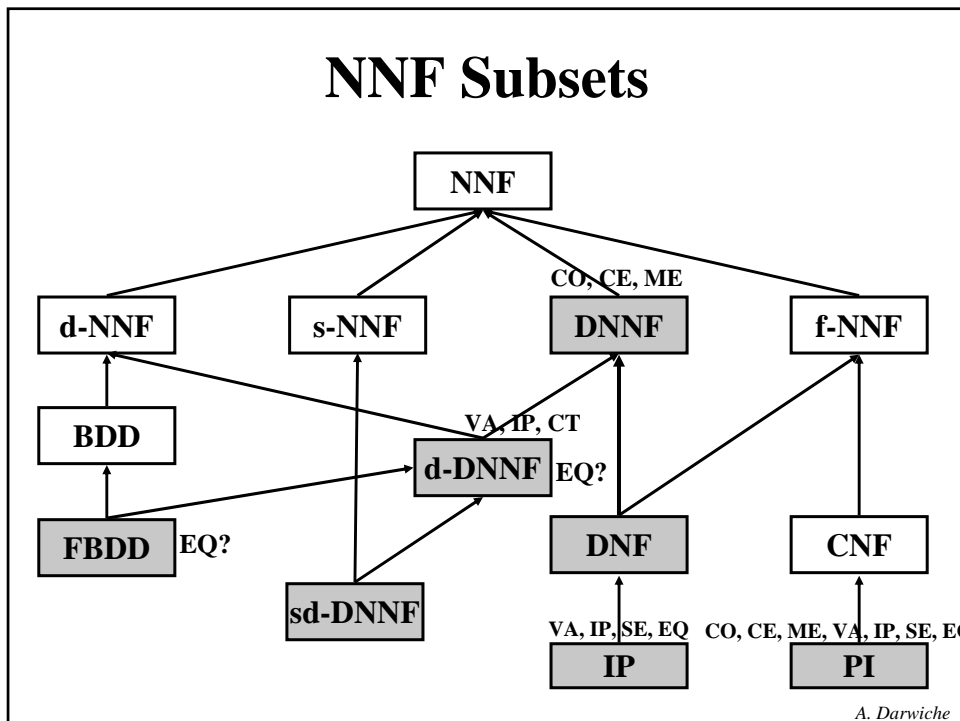 NNF Subsets
NNF
CO, CE, ME
d-NNF s-NNF DNNF f-NNF
VA, IP, CT
BDD
d-DNNF EQ?
FBDD EQ? DNF CNF
sd-DNNF
VA, IP, SE, EQ CO, CE, ME, VA, IP, SE, EQ
IP PI
A. Darwiche